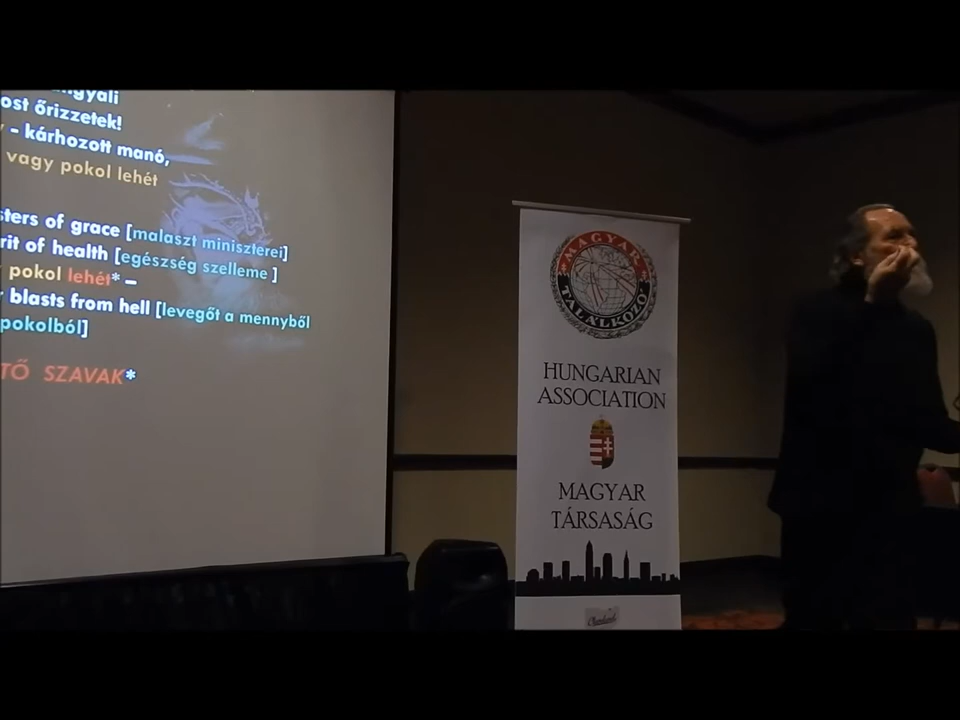 ngyali
ost őrizzetek!
– kárhozott manó,
vagy pokol lehét
sters of grace [malaszt miniszterei]
rit of health [egészség szelleme ]
pokol lehét* –
r blasts from hell [levegőt a mennyből
pokolból]
TŐ SZAVAK*
MAGYAR
TALÁLKOZÓ
HUNGARIAN
ASSOCIATION
MAGYAR
TÁRSASÁG